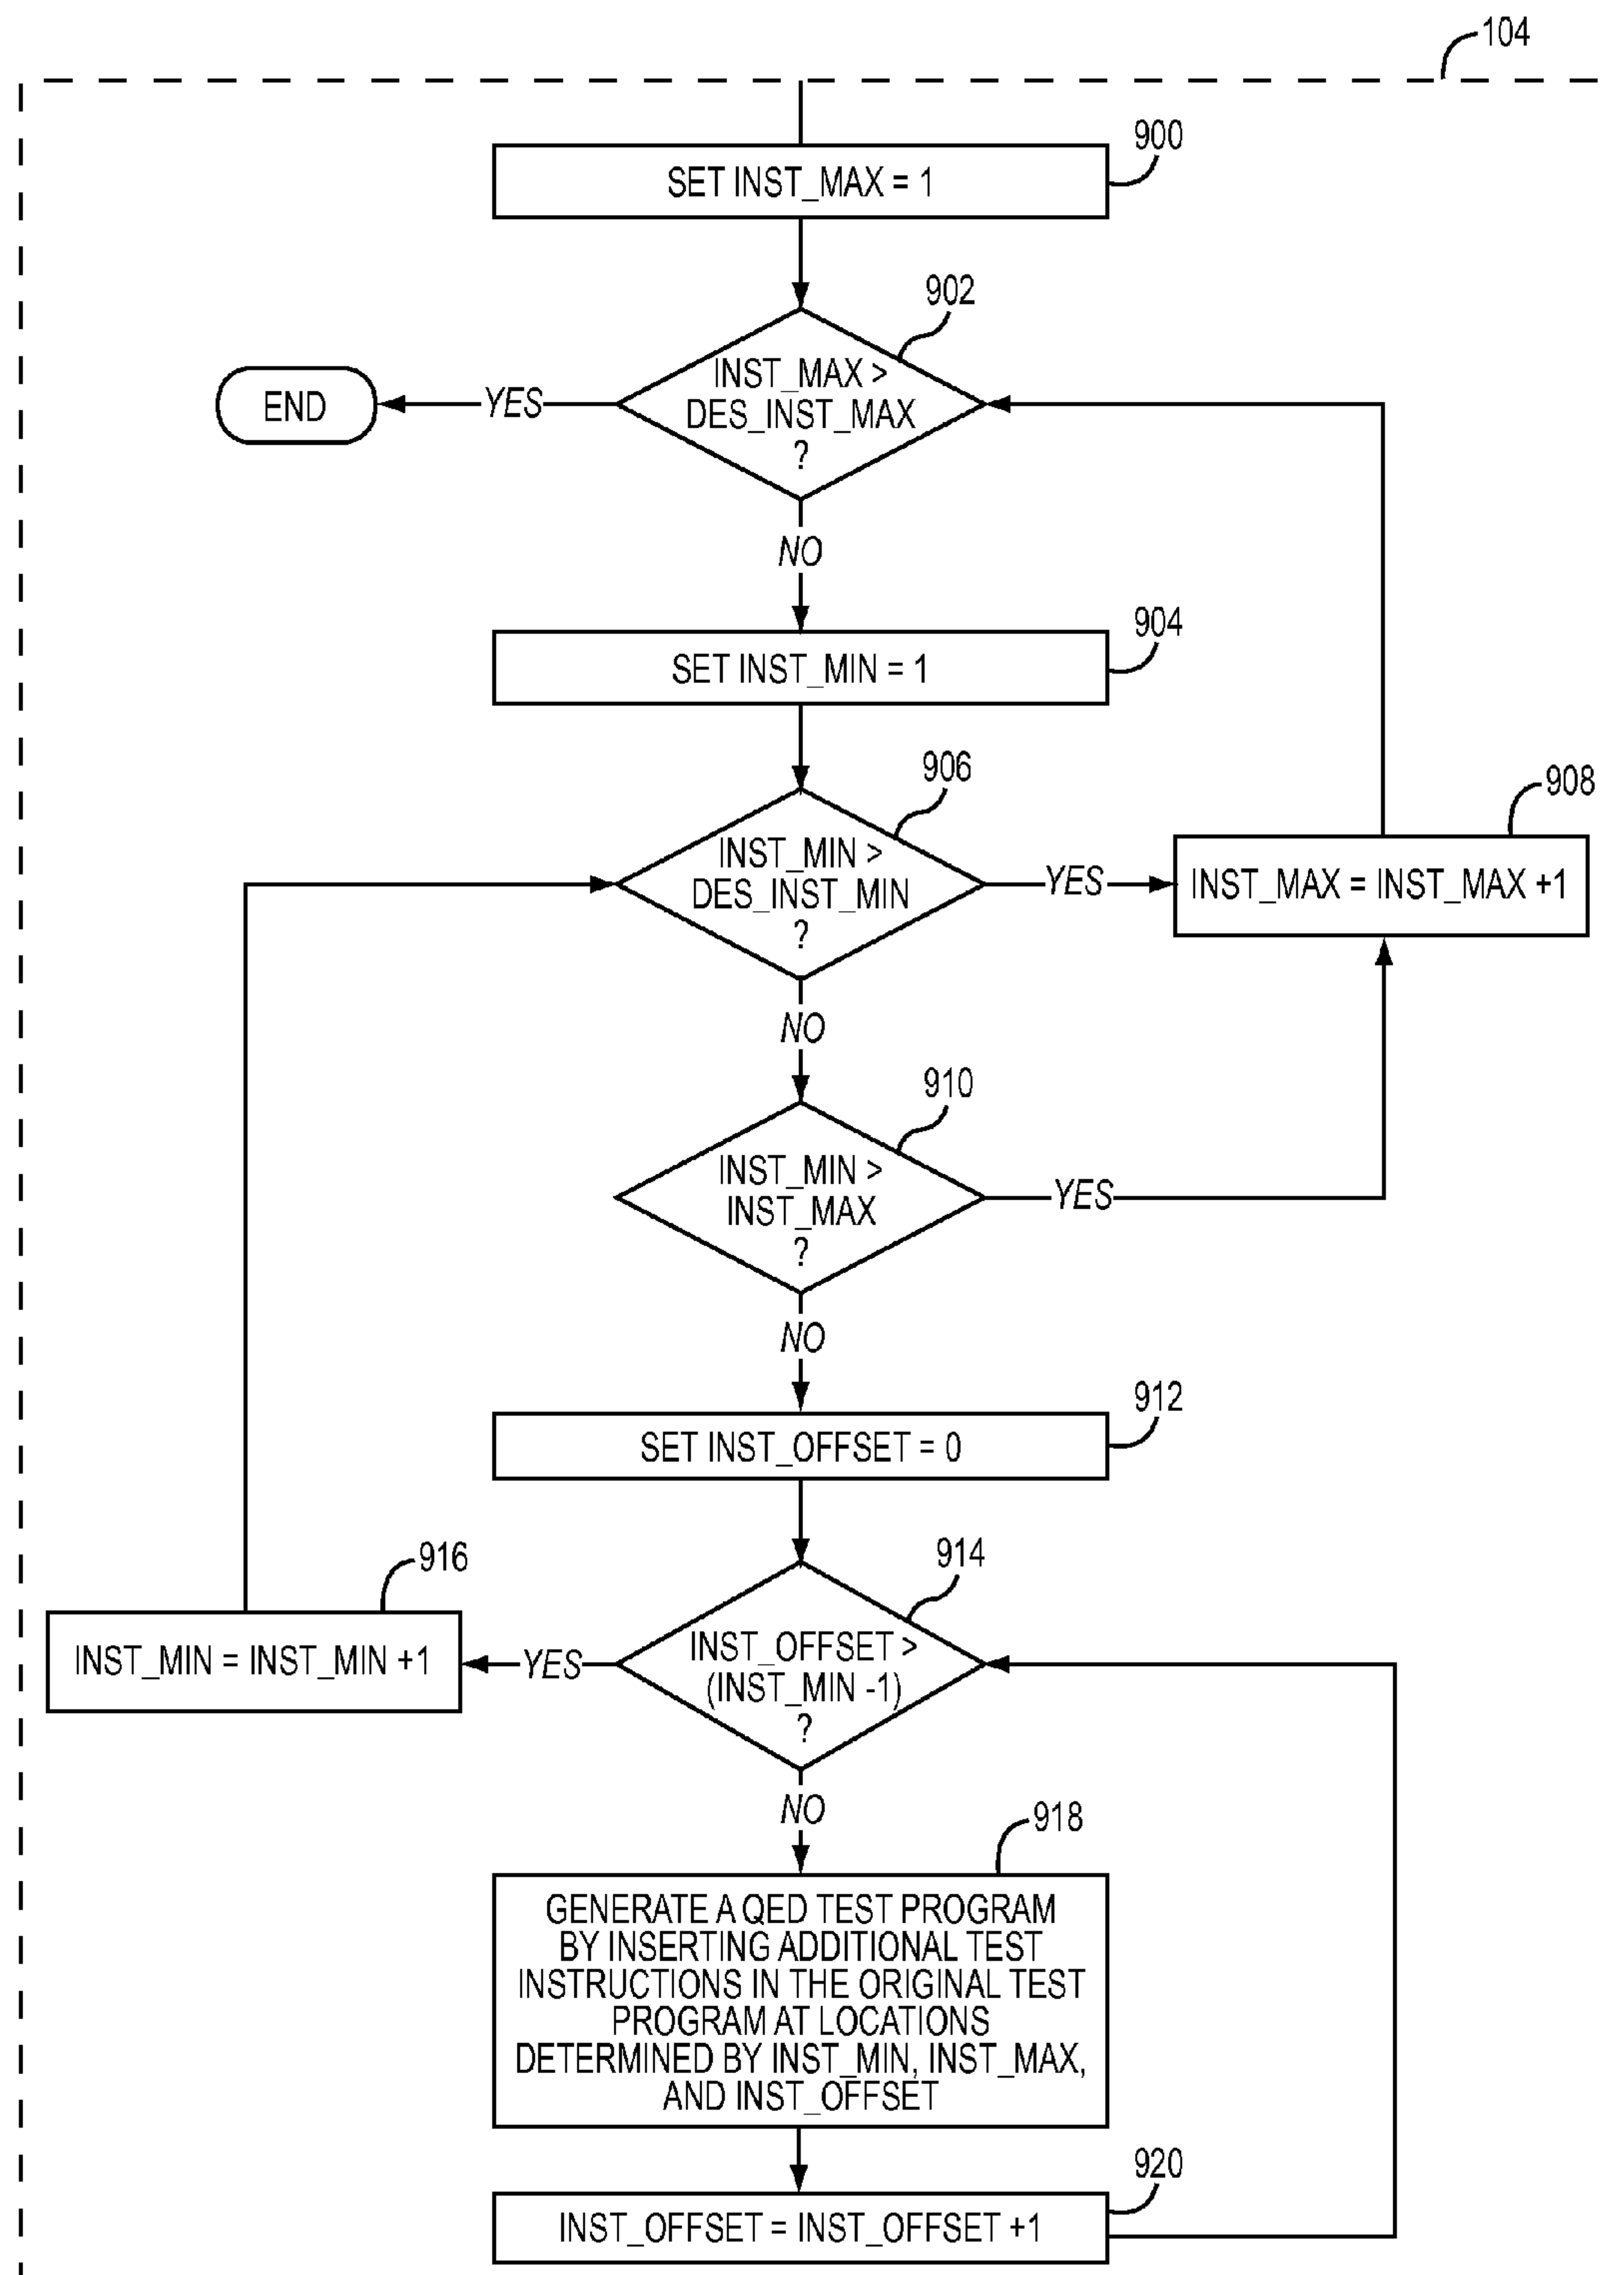 104
900
SET INST_MAX = 1
902
INST_MAX >
DES_INST_MAX
?
YES
END
NO
904
SET INST_MIN = 1
906
INST_MIN >
DES_INST_MIN
?
YES
908
INST_MAX = INST_MAX +1
NO
910
INST_MIN >
INST_MAX
?
YES
NO
912
SET INST_OFFSET = 0
914
INST_OFFSET >
(INST_MIN -1)
?
YES
916
INST_MIN = INST_MIN +1
NO
918
GENERATE A QED TEST PROGRAM
BY INSERTING ADDITIONAL TEST
INSTRUCTIONS IN THE ORIGINAL TEST
PROGRAM AT LOCATIONS
DETERMINED BY INST_MIN, INST_MAX,
AND INST_OFFSET
920
INST_OFFSET = INST_OFFSET +1